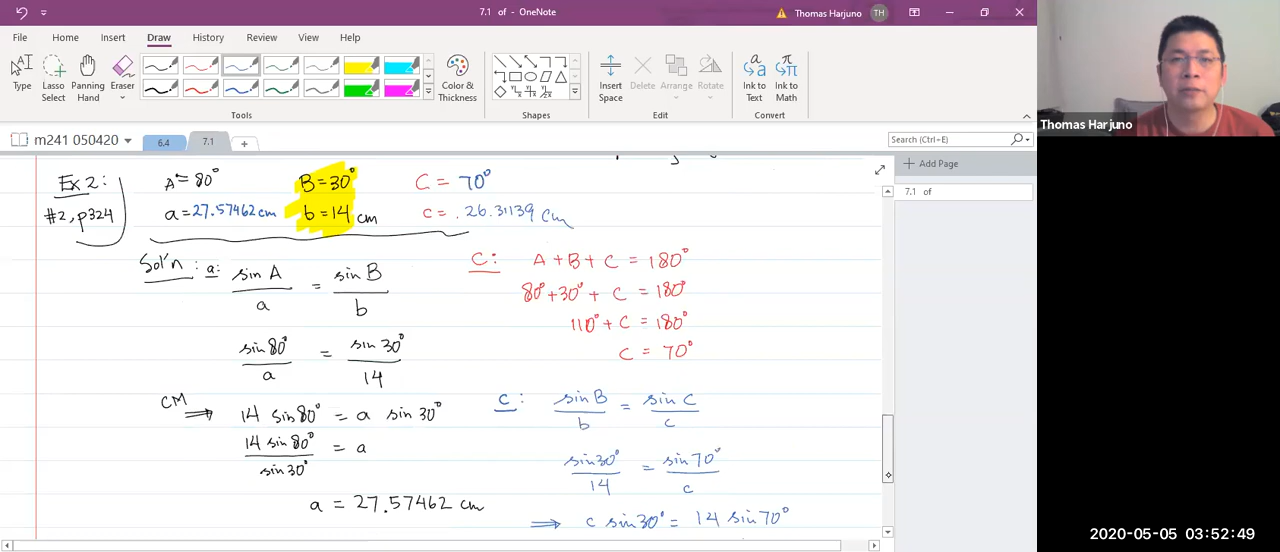 7.1 of - OneNote
Thomas Harjuno
TH
File
Home
Insert
Draw
History
Review
View
Help
Type
Lasso
Select
Panning
Hand
Eraser
Color &
Thickness
Insert
Space
Delete
Arrange
Rotate
Ink to
Text
Ink to
Math
Tools
Shapes
Edit
Convert
m241 050420
6.4
7.1
Search (Ctrl+E)
Add Page
7.1 of
Thomas Harjuno
Ex 2:
#2, p324
A = 80° B = 30° C = 70°
a = 27.57462 cm b = 14 cm c = .26.31139 cm
Sol'n : a: sin A / a = sin B / b
sin 80° / a = sin 30° / 14
CM ⟹ 14 sin 80° = a sin 30°
14 sin 80° / sin 30° = a
a = 27.57462 cm
C: A + B + C = 180°
80° + 30° + C = 180°
110° + C = 180°
C = 70°
c: sin B / b = sin C / c
sin 30° / 14 = sin 70° / c
⟹ c sin 30° = 14 sin 70°
2020-05-05 03:52:49